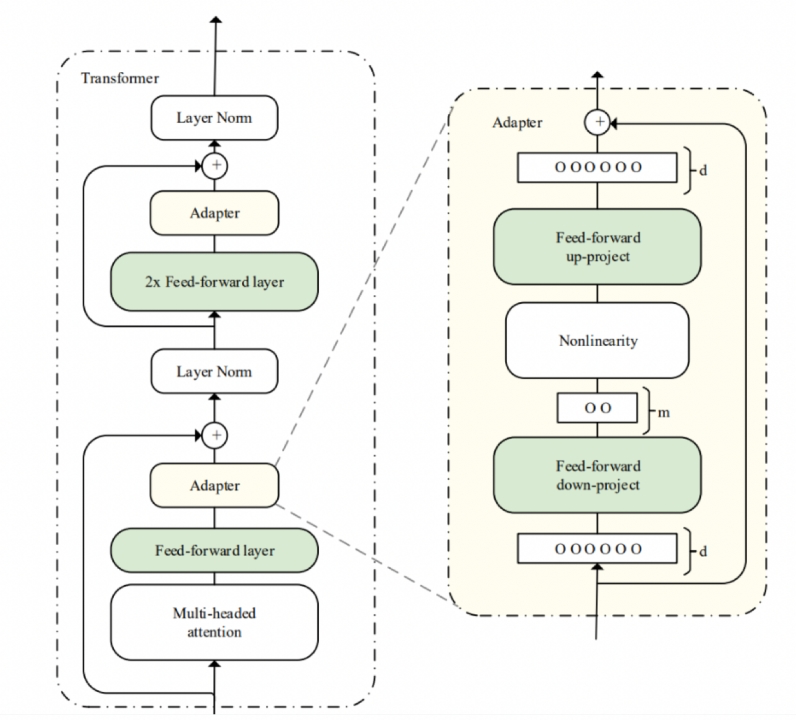 Transformer
Layer Norm
+
Adapter
2x Feed-forward layer
Layer Norm
+
Adapter
Feed-forward layer
Multi-headed
attention
Adapter
+
O O O O O O
d
Feed-forward
up-project
Nonlinearity
O O
m
Feed-forward
down-project
O O O O O O
d